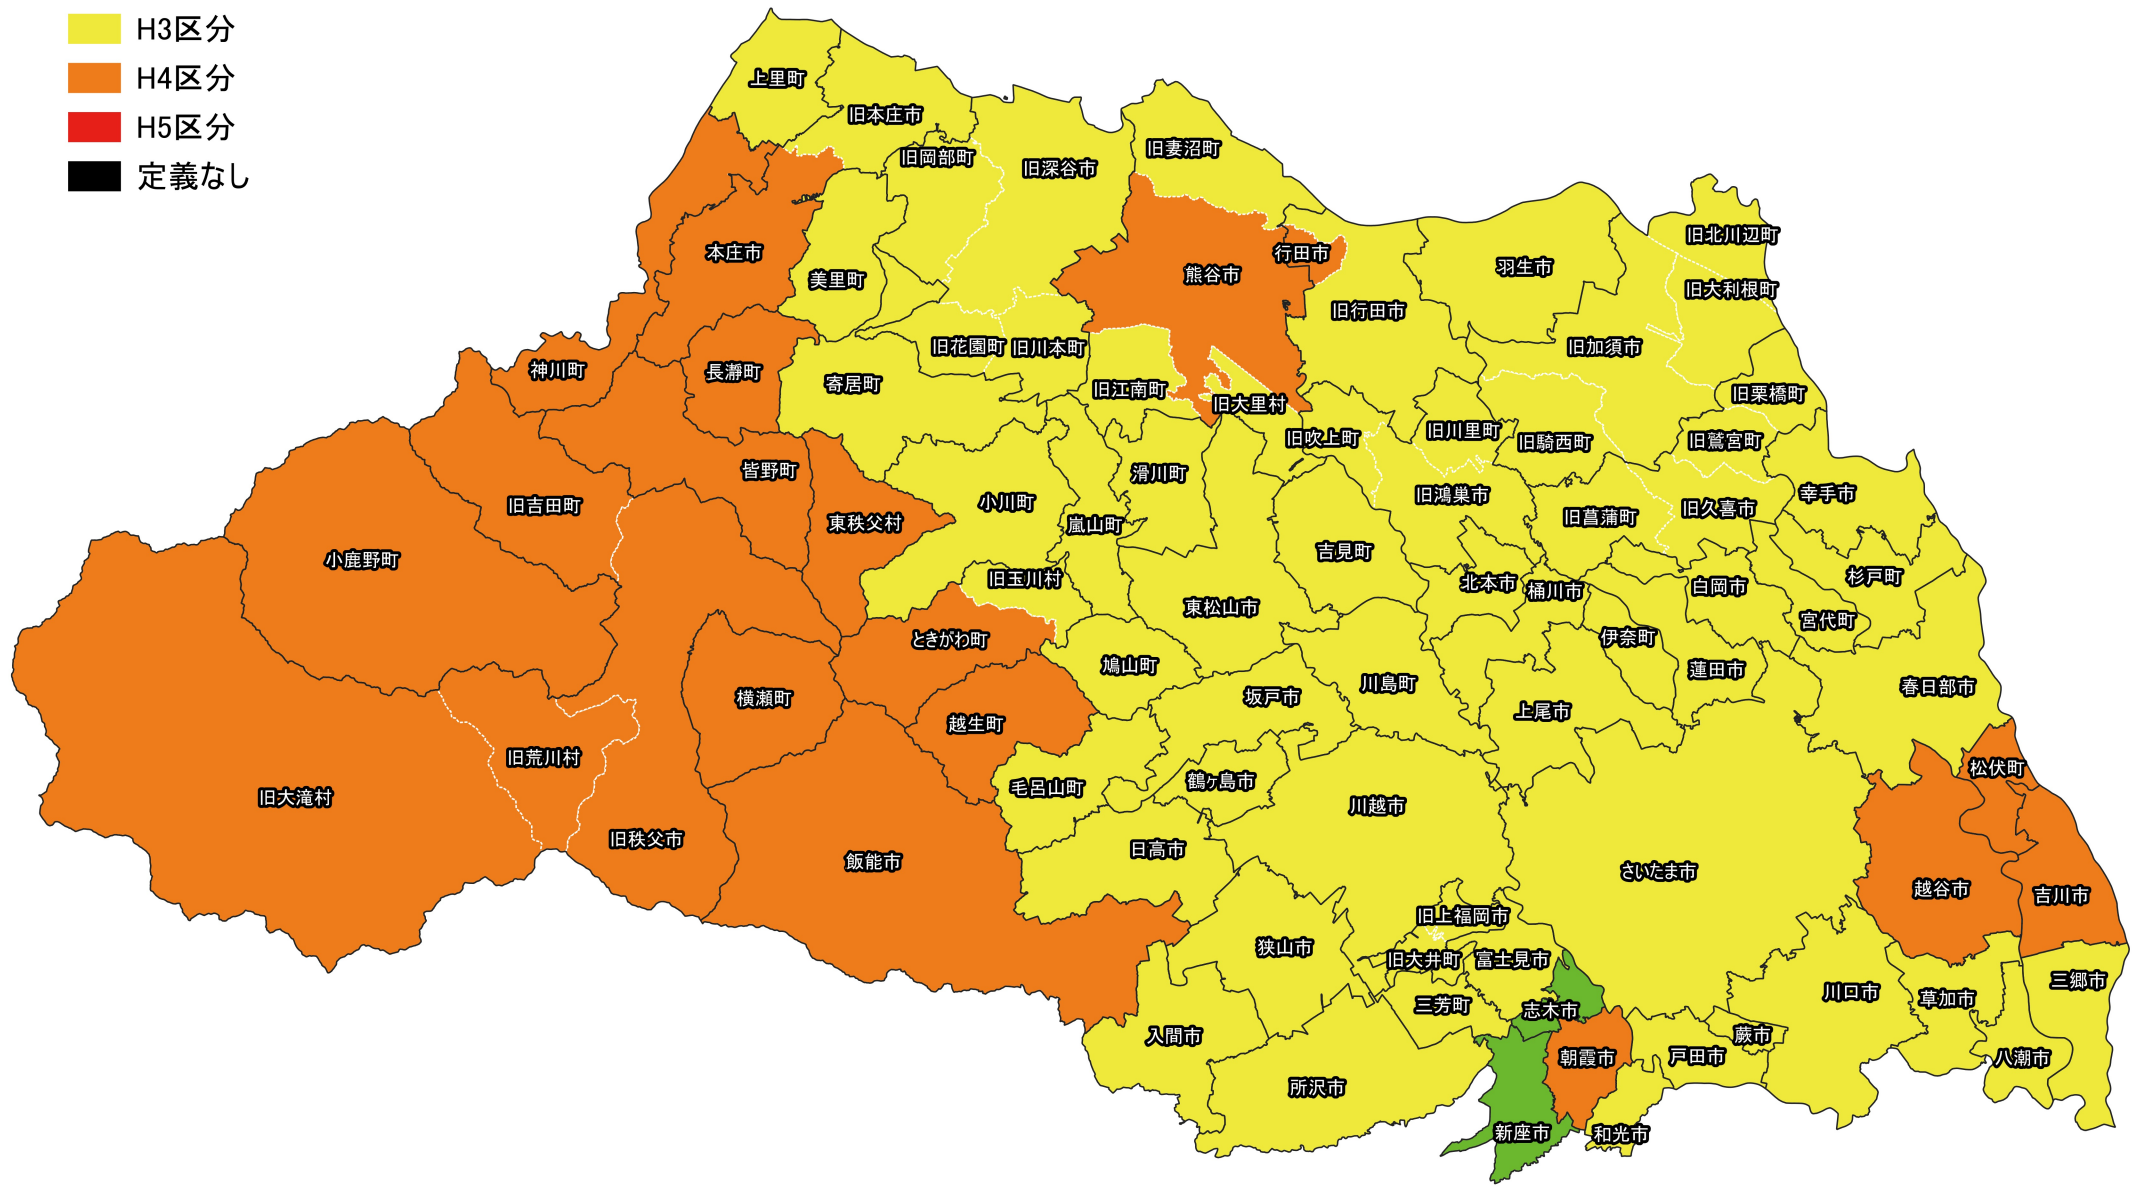 H3区分
H4区分
H5区分
定義なし
上里町
旧本庄市
旧岡部町
旧深谷市
旧妻沼町
本庄市
美里町
熊谷市
行田市
旧行田市
羽生市
旧北川辺町
旧大利根町
神川町
長瀞町
寄居町
旧花園町
旧川本町
旧江南町
旧大里村
旧加須市
旧栗橋町
旧吹上町
旧川里町
旧騎西町
旧鷲宮町
皆野町
滑川町
小川町
嵐山町
旧吉田町
東秩父村
旧鴻巣市
旧菖蒲町
旧久喜市
幸手市
小鹿野町
旧玉川村
吉見町
東松山市
北本市
桶川市
白岡市
杉戸町
宮代町
ときがわ町
鳩山町
伊奈町
蓮田市
横瀬町
越生町
坂戸市
川島町
上尾市
春日部市
旧荒川村
旧大滝村
旧秩父市
毛呂山町
鶴ヶ島市
川越市
松伏町
飯能市
日高市
さいたま市
越谷市
吉川市
狭山市
旧上福岡市
旧大井町
富士見市
三芳町
志木市
川口市
草加市
三郷市
入間市
所沢市
朝霞市
戸田市
蕨市
八潮市
新座市
和光市